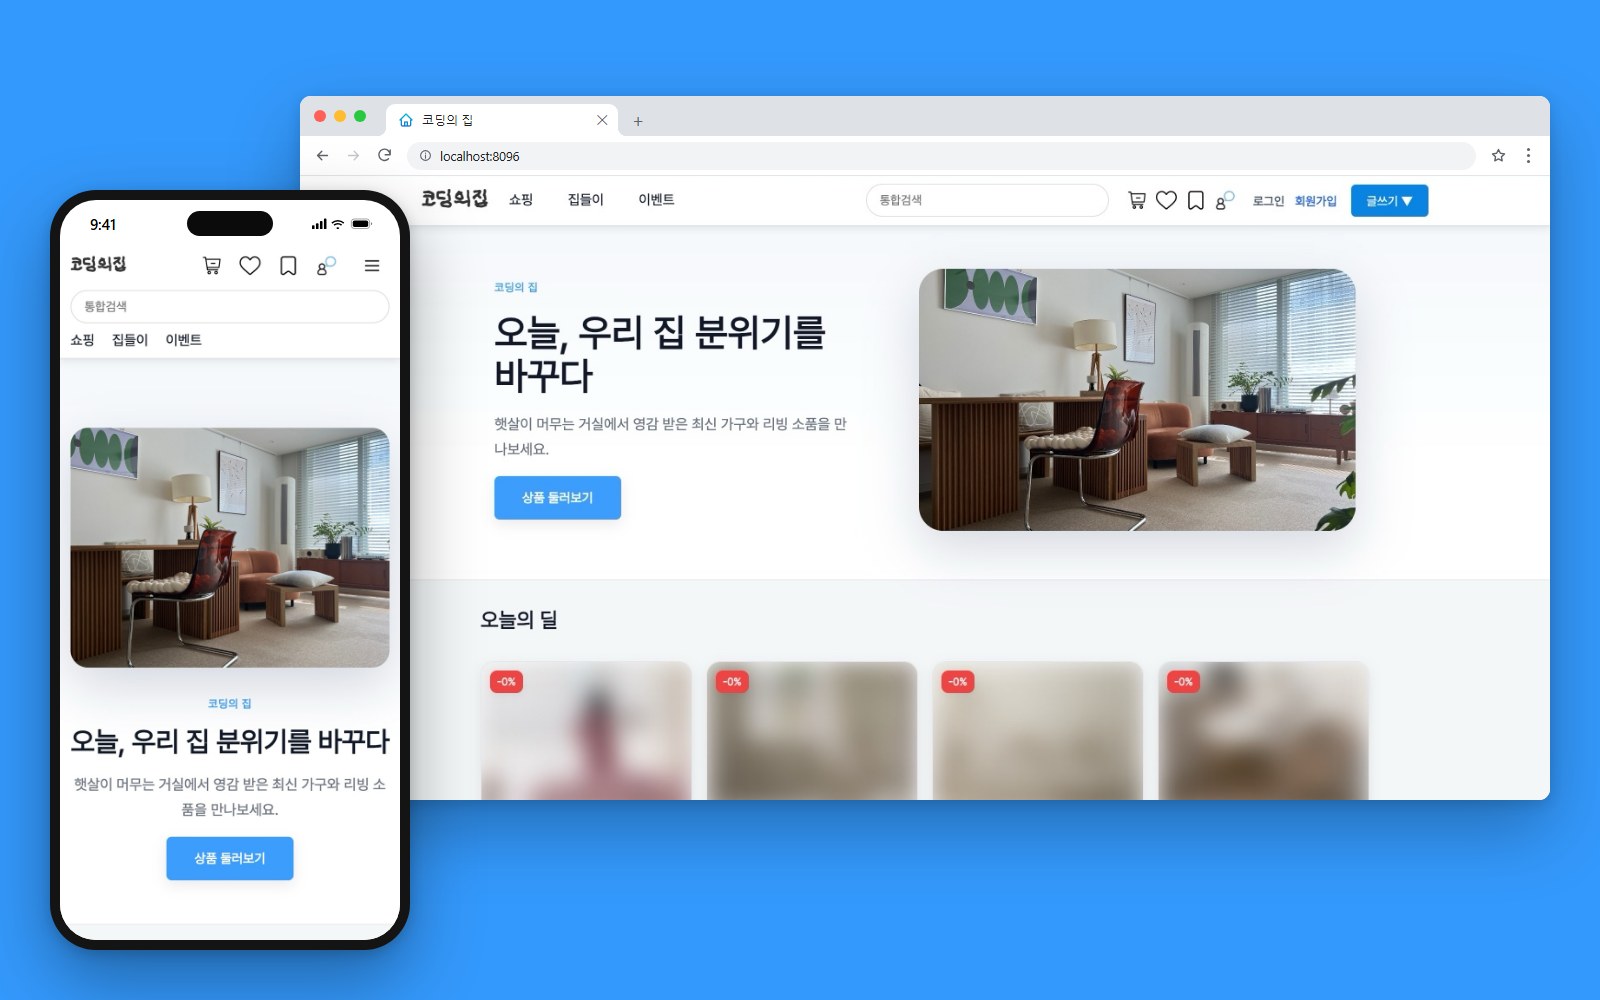 코딩의 집
localhost:8096
코딩의집 쇼핑 집들이 이벤트 통합검색 로그인 회원가입 글쓰기 ▼
코딩의 집
오늘, 우리 집 분위기를
바꾸다
햇살이 머무는 거실에서 영감 받은 최신 가구와 리빙 소품을 만
나보세요.
상품 둘러보기
오늘의 딜
-0% -0% -0% -0%
9:41
코딩의집
통합검색
쇼핑 집들이 이벤트
코딩의 집
오늘, 우리 집 분위기를 바꾸다
햇살이 머무는 거실에서 영감 받은 최신 가구와 리빙 소
품을 만나보세요.
상품 둘러보기